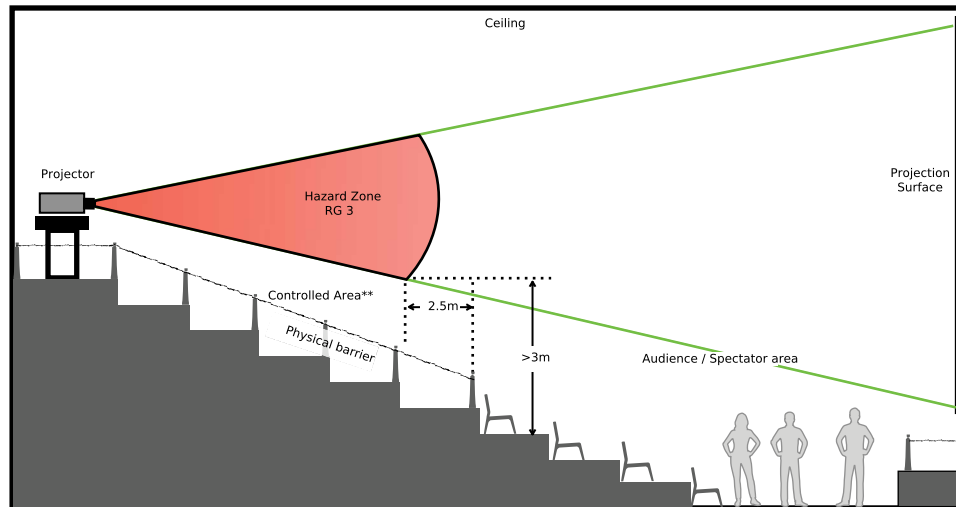 Ceiling
Projector
Projection
Surface
Hazard Zone
RG 3
Controlled Area**
2.5m
Physical barrier
>3m
Audience / Spectator area